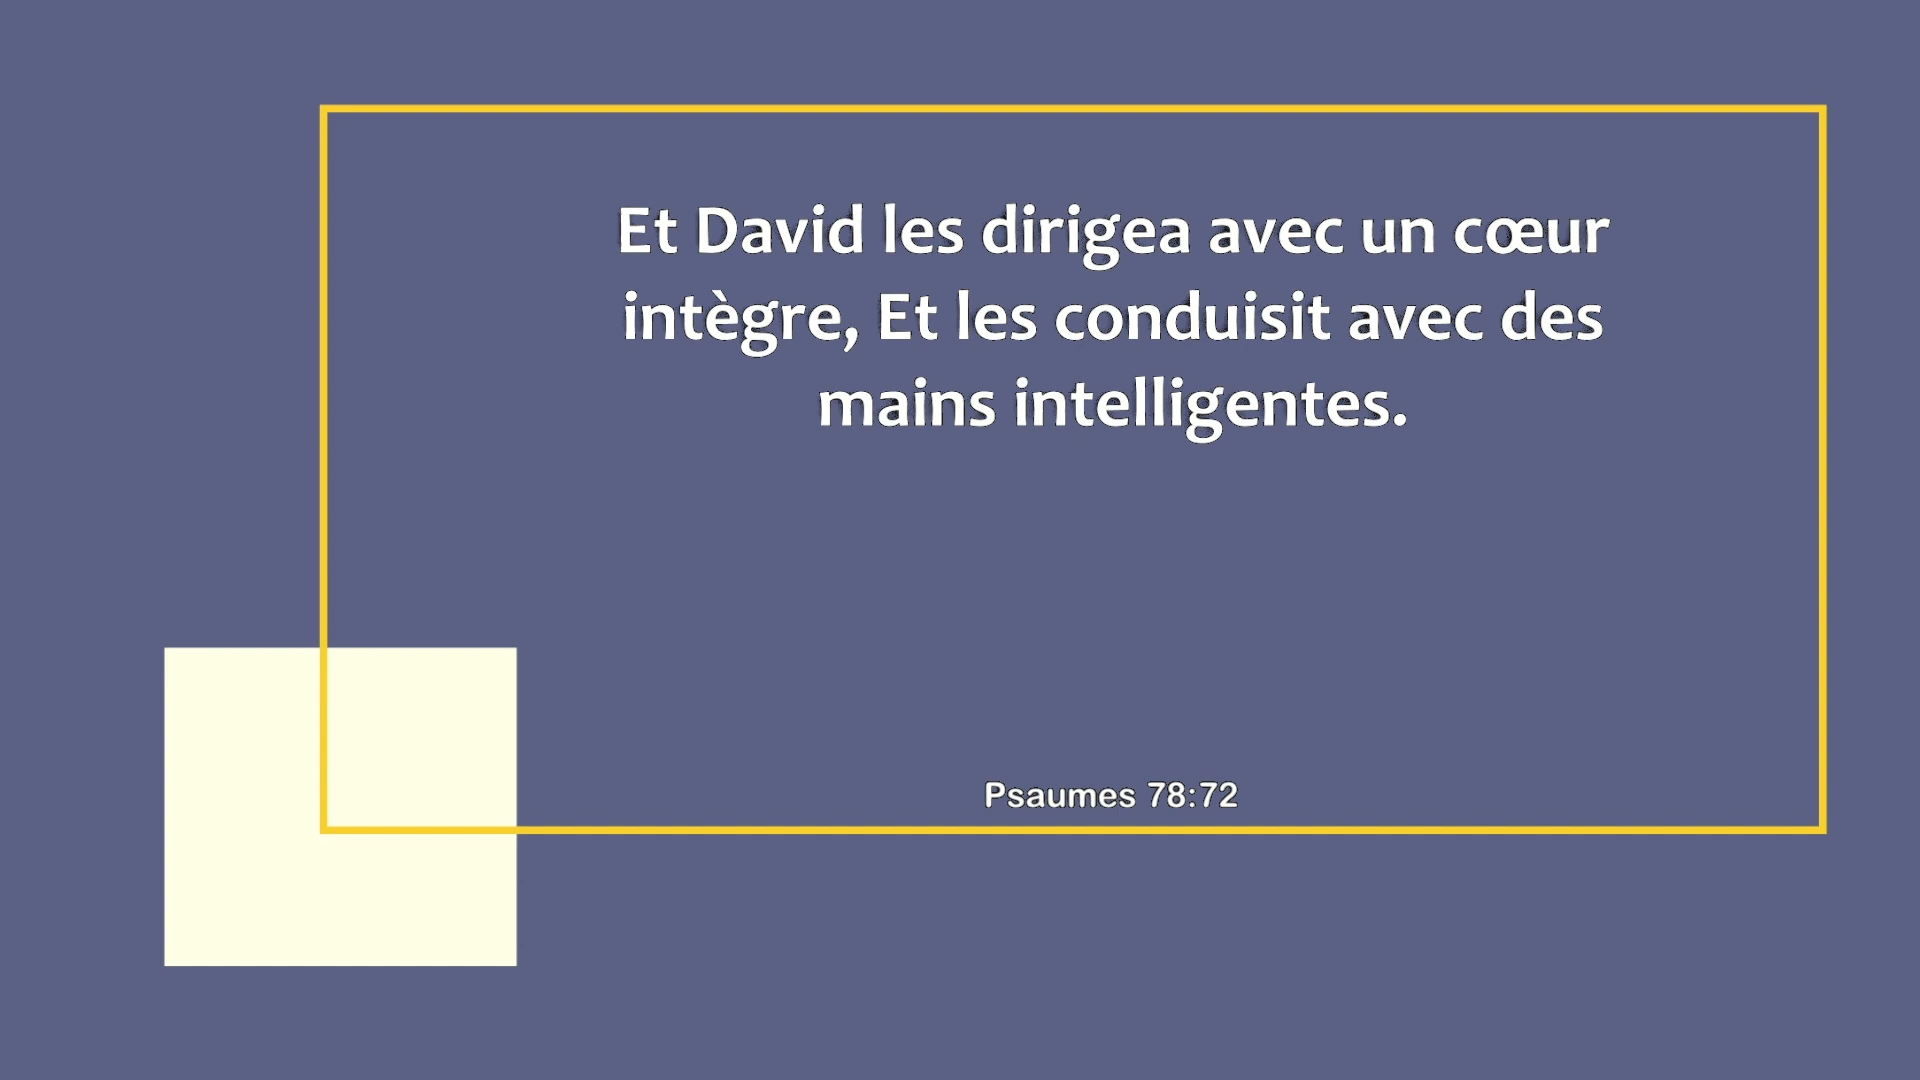 Et David les dirigea avec un cœur
intègre, Et les conduisit avec des
mains intelligentes.
Psaumes 78:72